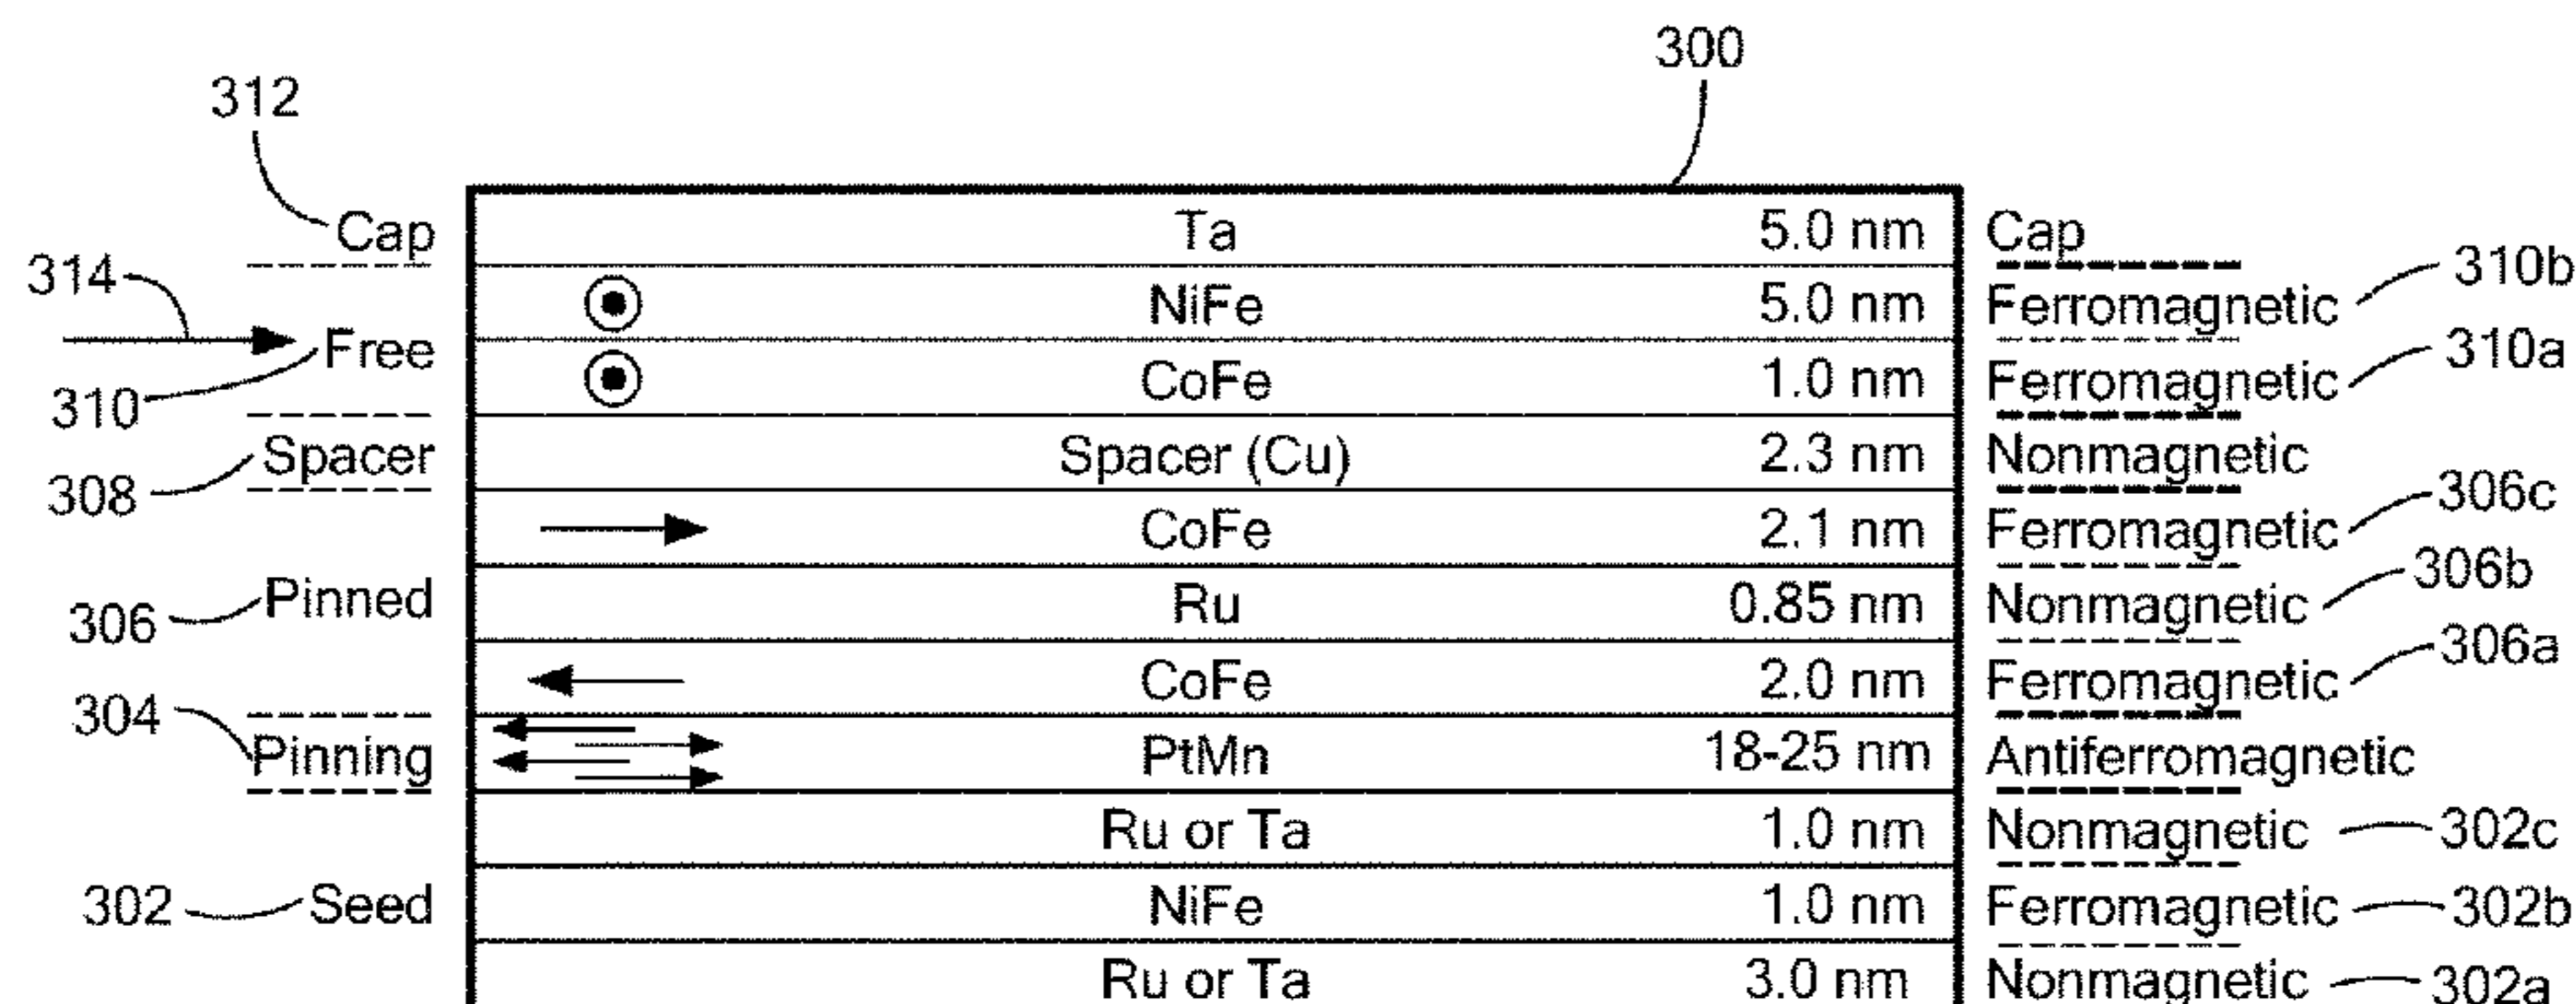 300
312
Cap Ta 5.0 nm Cap
314 310b
NiFe 5.0 nm Ferromagnetic
Free 310a
310 CoFe 1.0 nm Ferromagnetic
Spacer Spacer (Cu) 2.3 nm Nonmagnetic
308 306c
CoFe 2.1 nm Ferromagnetic
306b
Pinned Ru 0.85 nm Nonmagnetic
306 306a
CoFe 2.0 nm Ferromagnetic
304
Pinning PtMn 18-25 nm Antiferromagnetic
Ru or Ta 1.0 nm Nonmagnetic 302c
302 Seed NiFe 1.0 nm Ferromagnetic 302b
Ru or Ta 3.0 nm Nonmagnetic 302a